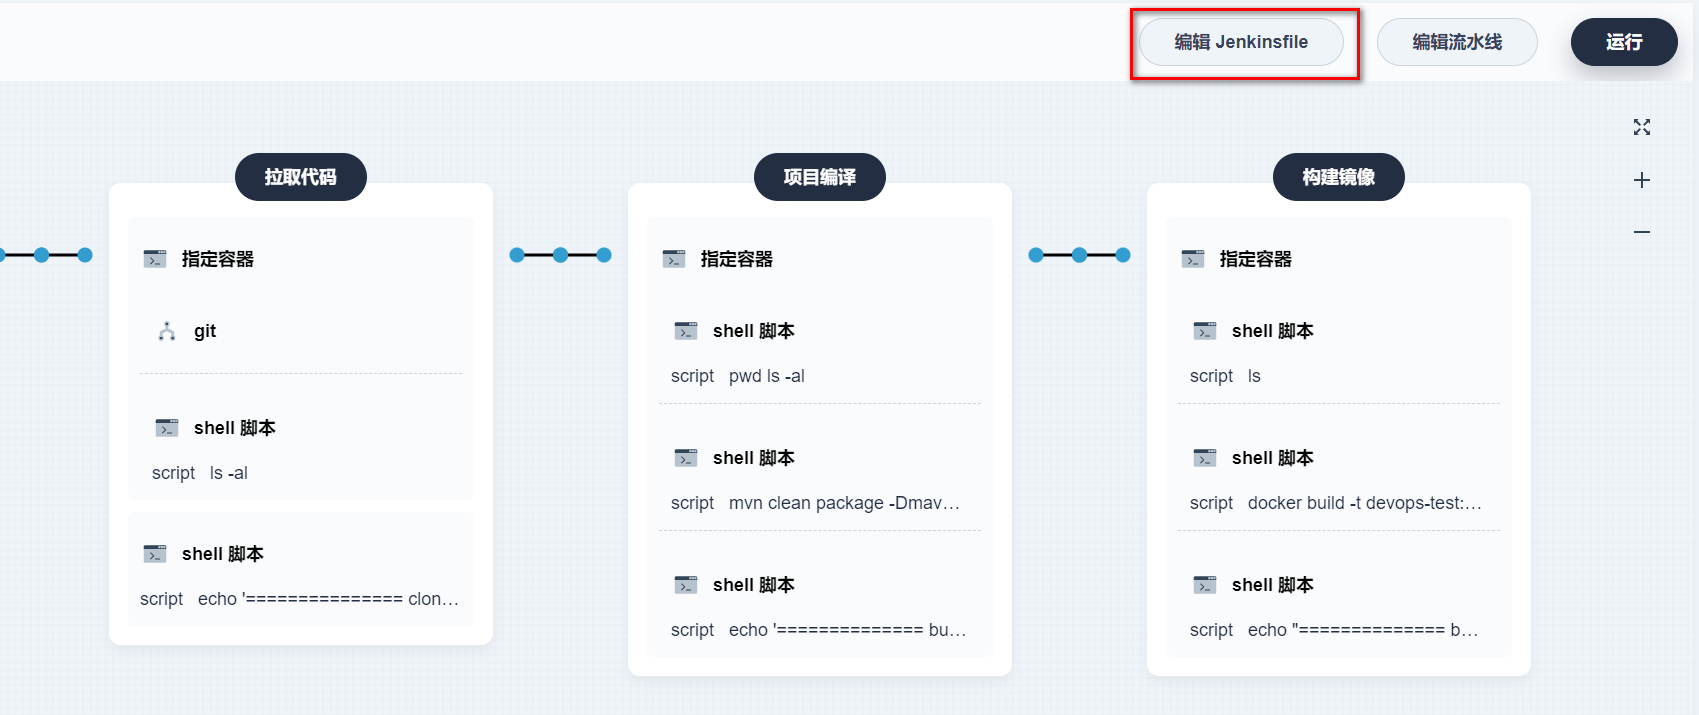 编辑 Jenkinsfile
编辑流水线
运行
拉取代码
指定容器
git
shell 脚本
script ls -al
shell 脚本
script echo '=============== clon…
项目编译
指定容器
shell 脚本
script pwd ls -al
shell 脚本
script mvn clean package -Dmav…
shell 脚本
script echo '============== bu…
构建镜像
指定容器
shell 脚本
script ls
shell 脚本
script docker build -t devops-test:…
shell 脚本
script echo "============== b…